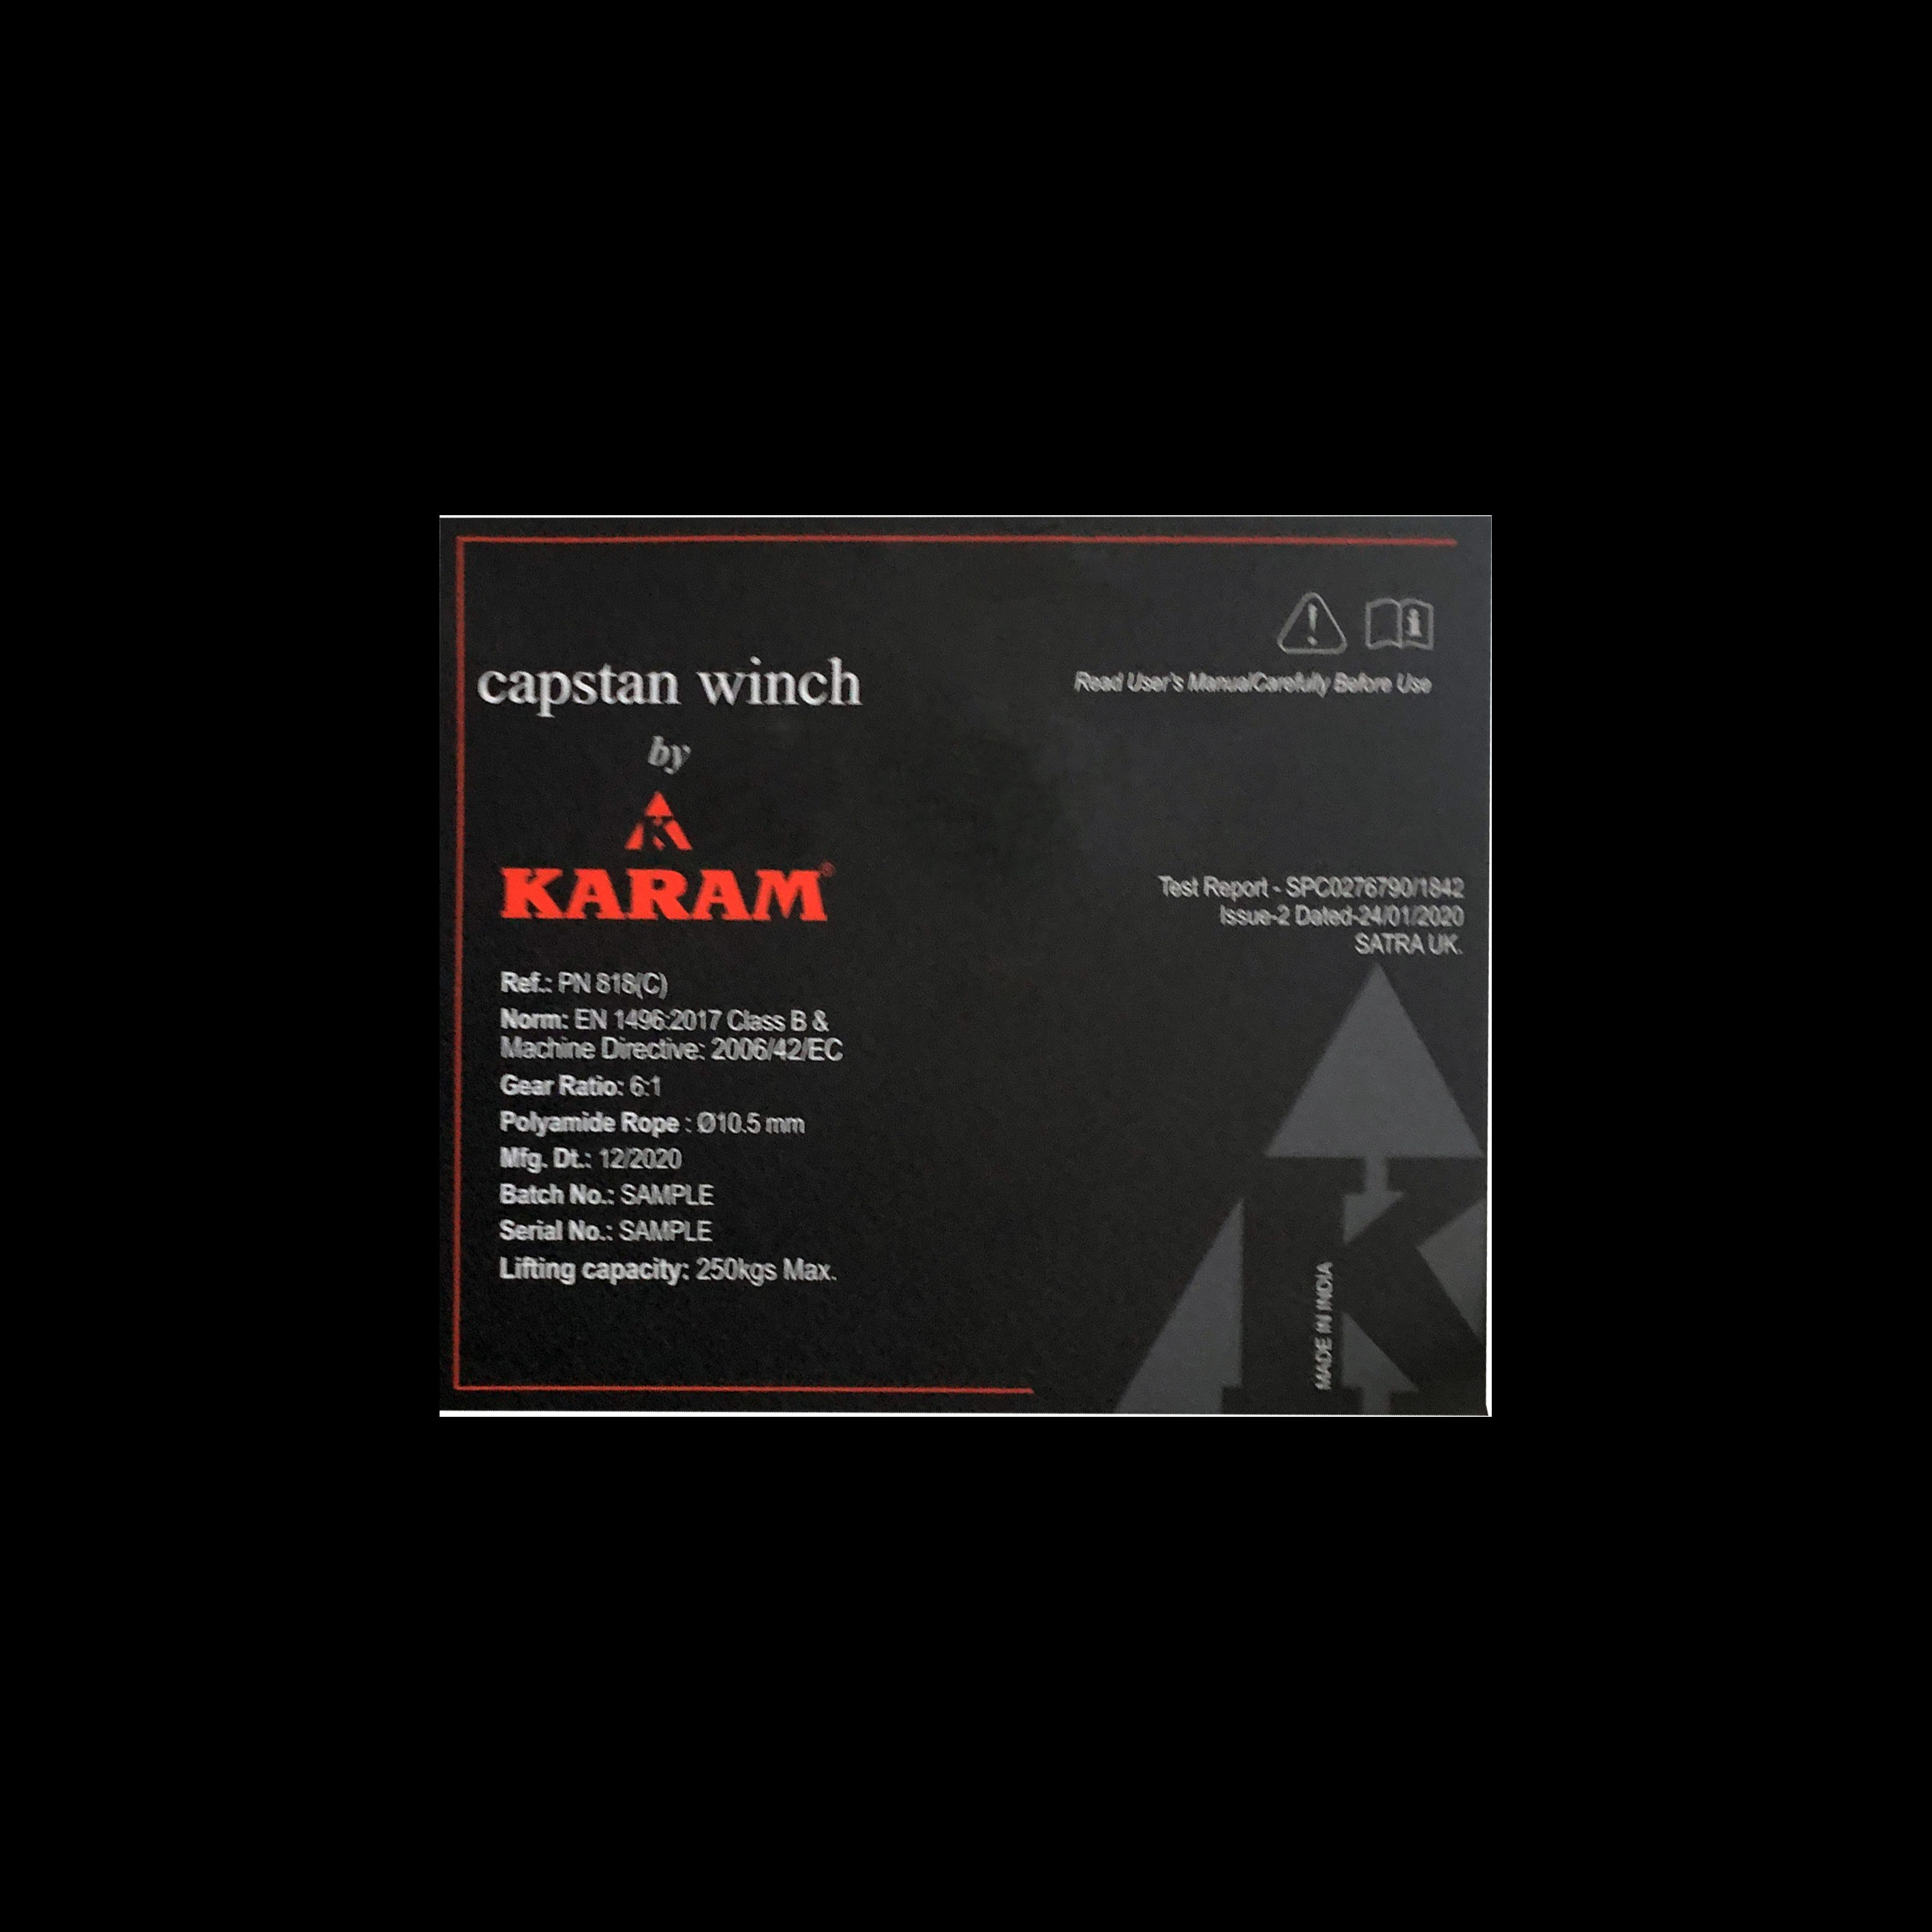 capstan winch
by
K
KARAM®
Ref.: PN 818(C)
Norm: EN 1496:2017 Class B &
Machine Directive: 2006/42/EC
Gear Ratio: 6:1
Polyamide Rope : Ø10.5 mm
Mfg. Dt.: 12/2020
Batch No.: SAMPLE
Serial No.: SAMPLE
Lifting capacity: 250kgs Max.
Read User's ManualCarefully Before Use
Test Report - SPC0276790/1842
Issue-2 Dated-24/01/2020
SATRA UK.
K
MADE IN INDIA